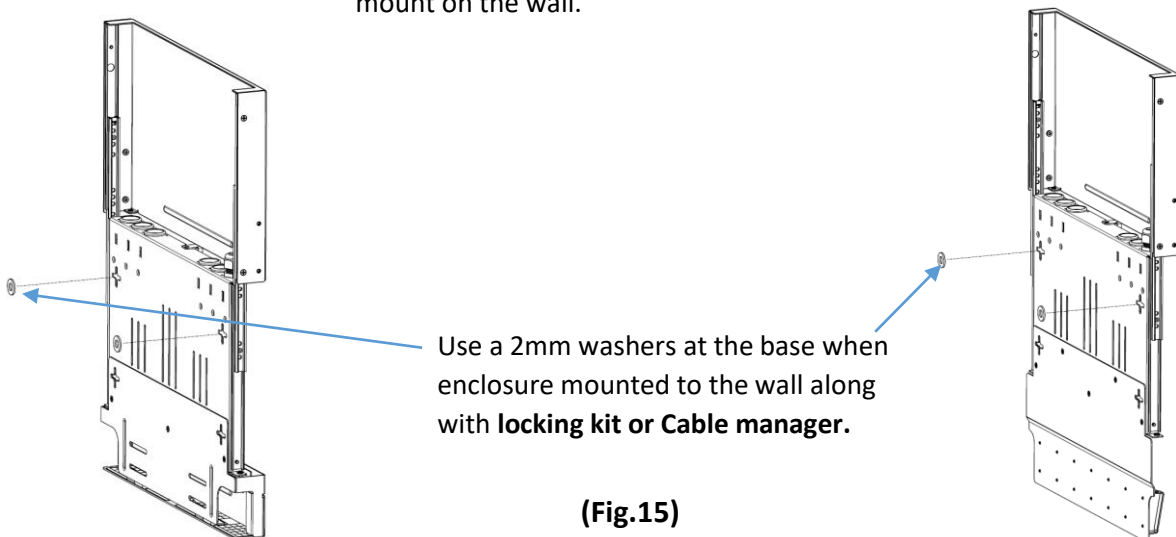 mount on the wall.
Use a 2mm washers at the base when
enclosure mounted to the wall along
with locking kit or Cable manager.
(Fig.15)